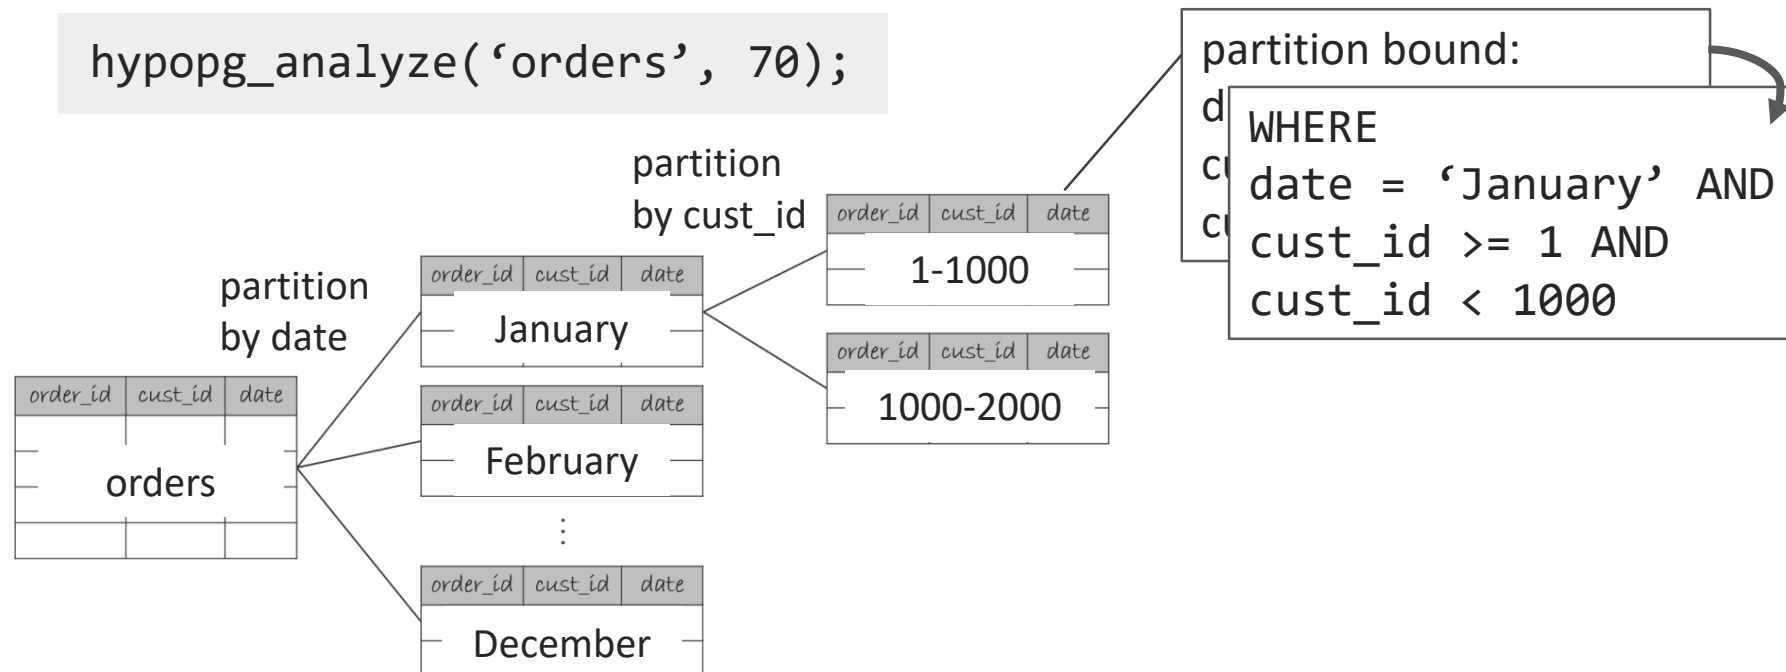 hypopg_analyze(‘orders’, 70);
partition bound:
WHERE
date = ‘January’ AND
cust_id >= 1 AND
cust_id < 1000
partition
by cust_id
order_id cust_id date
1-1000
order_id cust_id date
1000-2000
partition
by date
order_id cust_id date
January
order_id cust_id date
February
⋮
order_id cust_id date
December
order_id cust_id date
orders